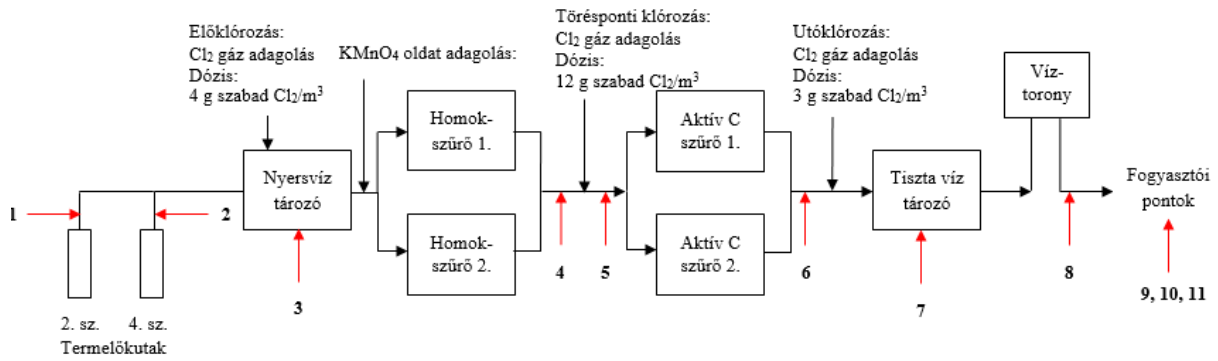 Előklórozás:
Cl₂ gáz adagolás
Dózis:
4 g szabad Cl₂/m³
KMnO₄ oldat adagolás:
Törésponti klórozás:
Cl₂ gáz adagolás
Dózis:
12 g szabad Cl₂/m³
Utóklórozás:
Cl₂ gáz adagolás
Dózis:
3 g szabad Cl₂/m³
Víz-
torony
Homok-
szűrő 1.
Aktív C
szűrő 1.
Nyersvíz
tározó
Tiszta víz
tározó
Fogyasztói
pontok
1
2
Homok-
szűrő 2.
Aktív C
szűrő 2.
3
4
5
6
7
8
9, 10, 11
2. sz.
4. sz.
Termelőkutak